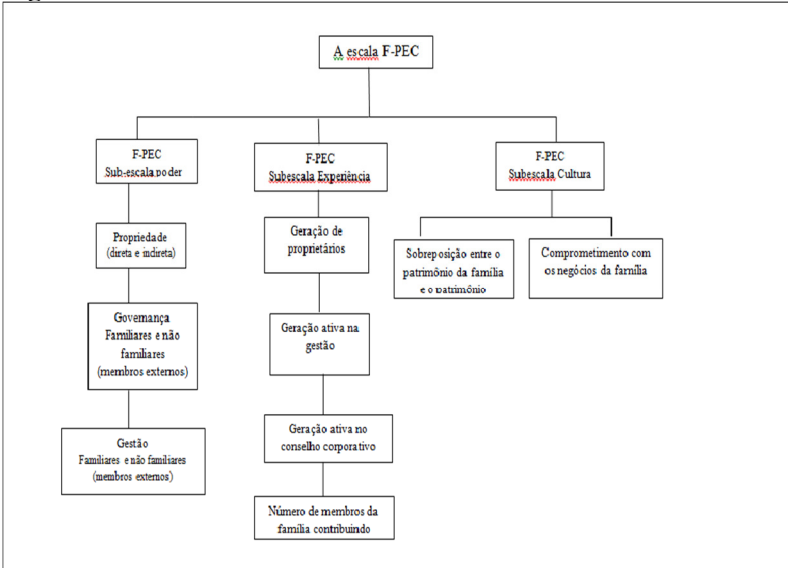 A escala F-PEC
F-PEC
Sub-escala poder
F-PEC
Subescala Experiência
F-PEC
Subescala Cultura
Propriedade
(direta e indireta)
Governança
Familiares e não
familiares
(membros externos)
Gestão
Familiares e não familiares
(membros externos)
Geração de
proprietários
Geração ativa na
gestão
Geração ativa no
conselho corporativo
Número de membros da
família contribuindo
Sobreposição entre o
patrimônio da família
e o patrimônio
Comprometimento com
os negócios da família